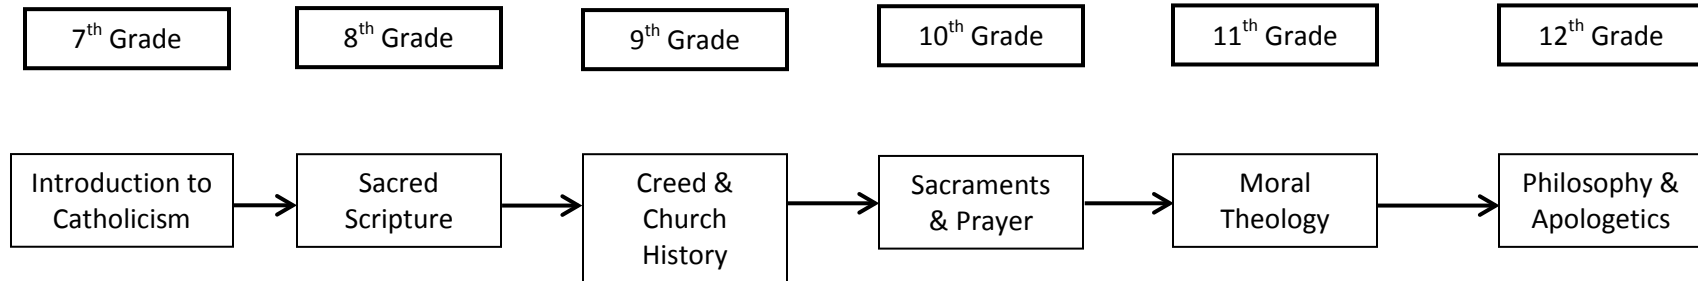 7th Grade
8th Grade
9th Grade
10th Grade
11th Grade
12th Grade
Introduction to
Catholicism
Sacred
Scripture
Creed &
Church
History
Sacraments
& Prayer
Moral
Theology
Philosophy &
Apologetics